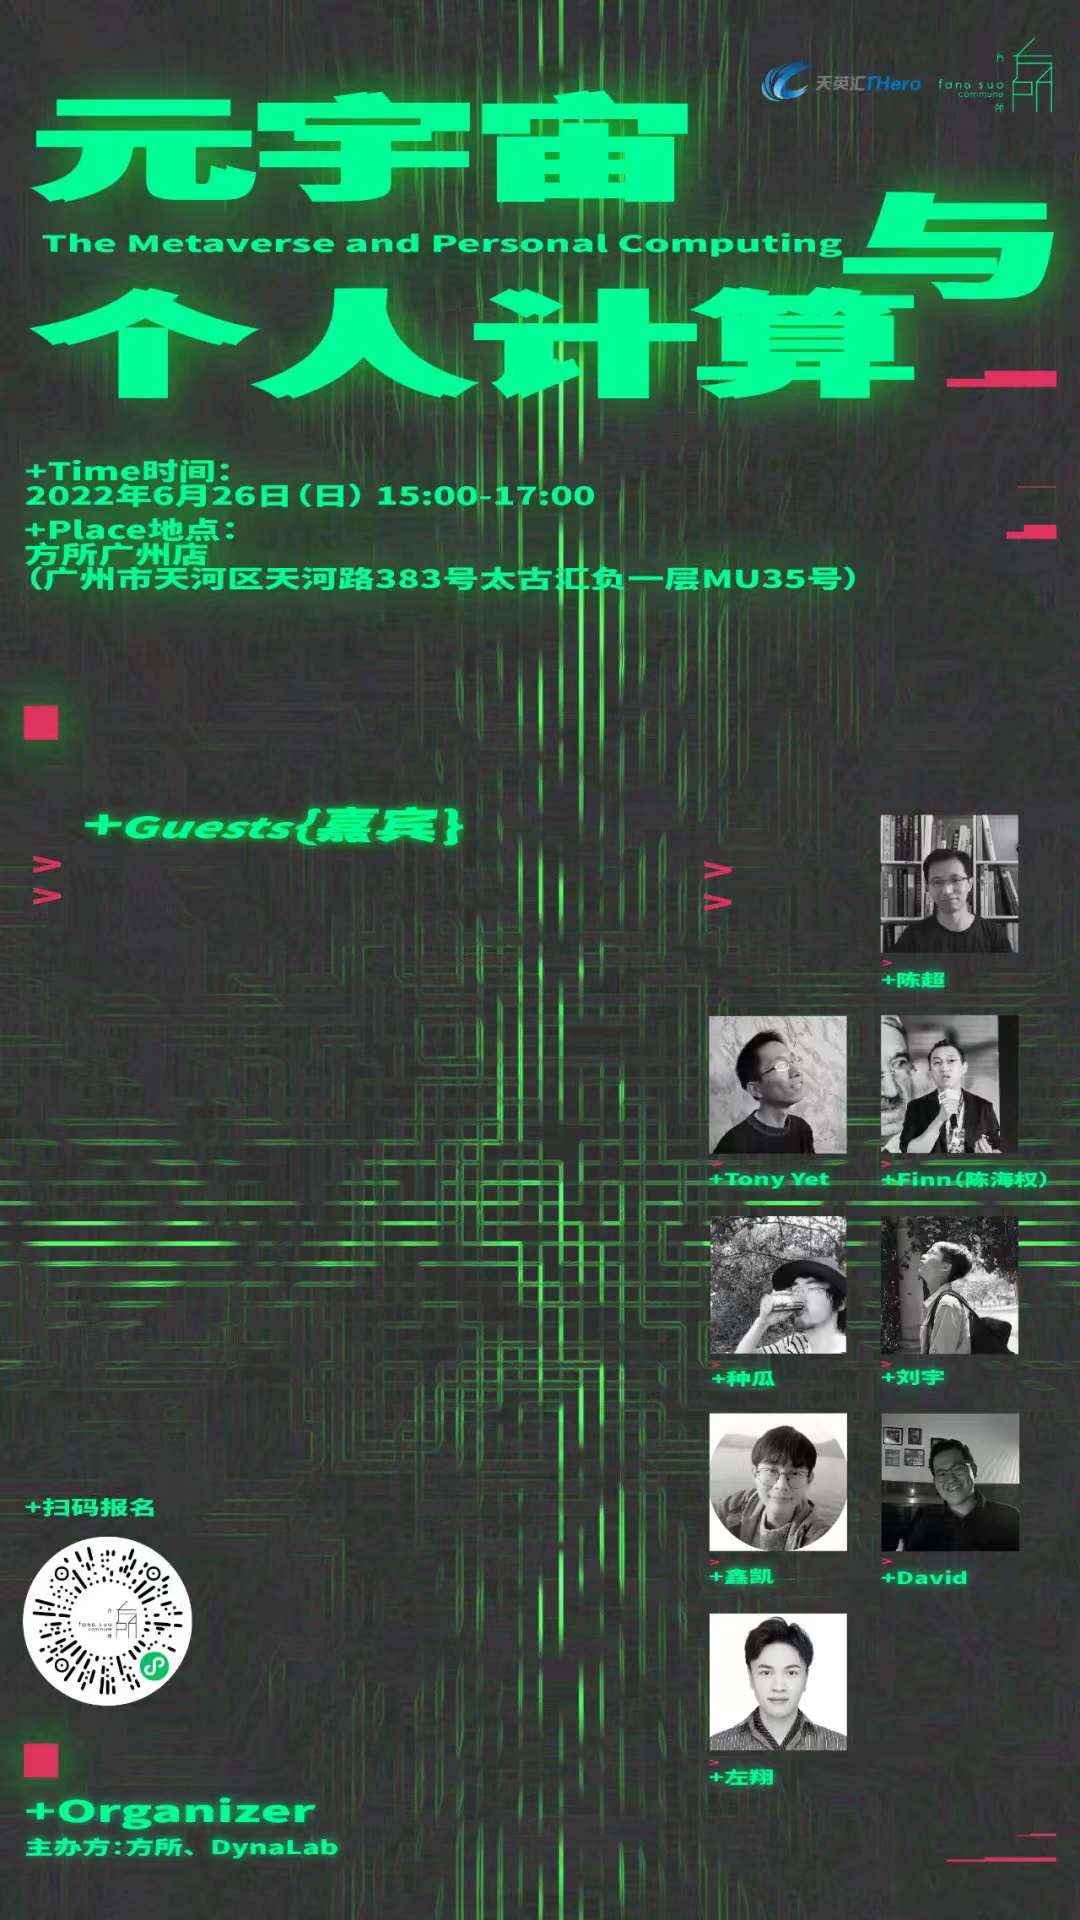 天英汇THero
fang suo
commune
方
所
元宇宙
The Metaverse and Personal Computing
与
个人计算
+Time时间：
2022年6月26日（日） 15:00-17:00
+Place地点：
方所广州店
（广州市天河区天河路383号太古汇负一层MU35号）
+Guests{嘉宾}
+陈超
+Tony Yet
+Finn（陈海权）
+种瓜
+刘宇
+鑫凯
+David
+左翔
+扫码报名
fang suo
commune
+Organizer
主办方：方所、DynaLab